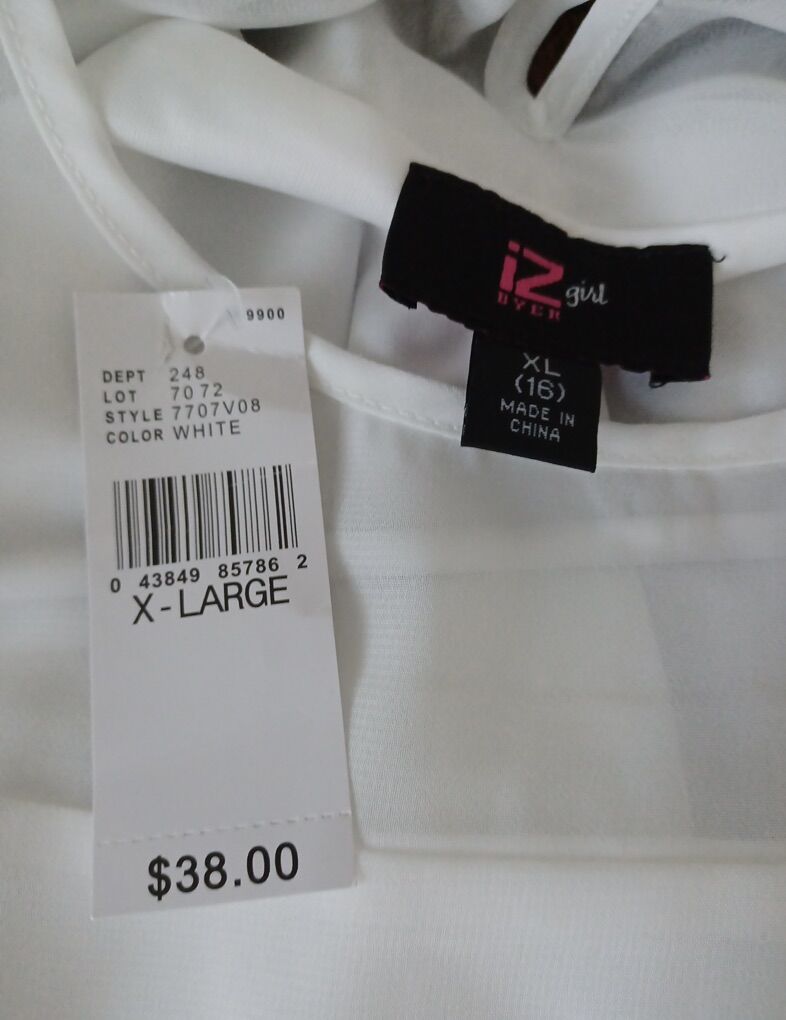 9900
DEPT 248
LOT 7072
STYLE 7707V08
COLOR WHITE
0 43849 85786 2
X-LARGE
$38.00
iZ
BYER
girl
XL
(16)
MADE IN
CHINA